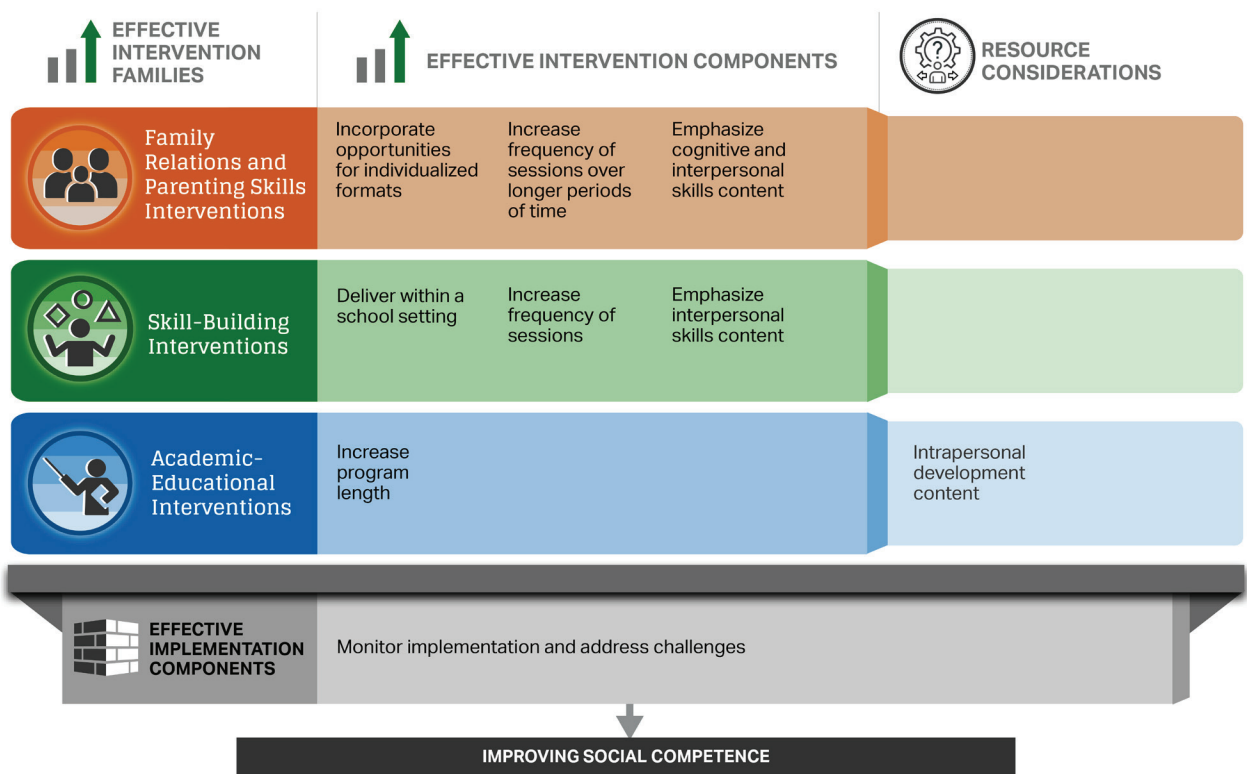 EFFECTIVE
INTERVENTION
FAMILIES
EFFECTIVE INTERVENTION COMPONENTS
?
RESOURCE
CONSIDERATIONS
Family
Relations and
Parenting Skills
Interventions
Incorporate
opportunities
for individualized
formats
Increase
frequency of
sessions over
longer periods
of time
Emphasize
cognitive and
interpersonal
skills content
Skill-Building
Interventions
Deliver within a
school setting
Increase
frequency of
sessions
Emphasize
interpersonal
skills content
Academic-
Educational
Interventions
Increase
program
length
Intrapersonal
development
content
EFFECTIVE
IMPLEMENTATION
COMPONENTS
Monitor implementation and address challenges
IMPROVING SOCIAL COMPETENCE